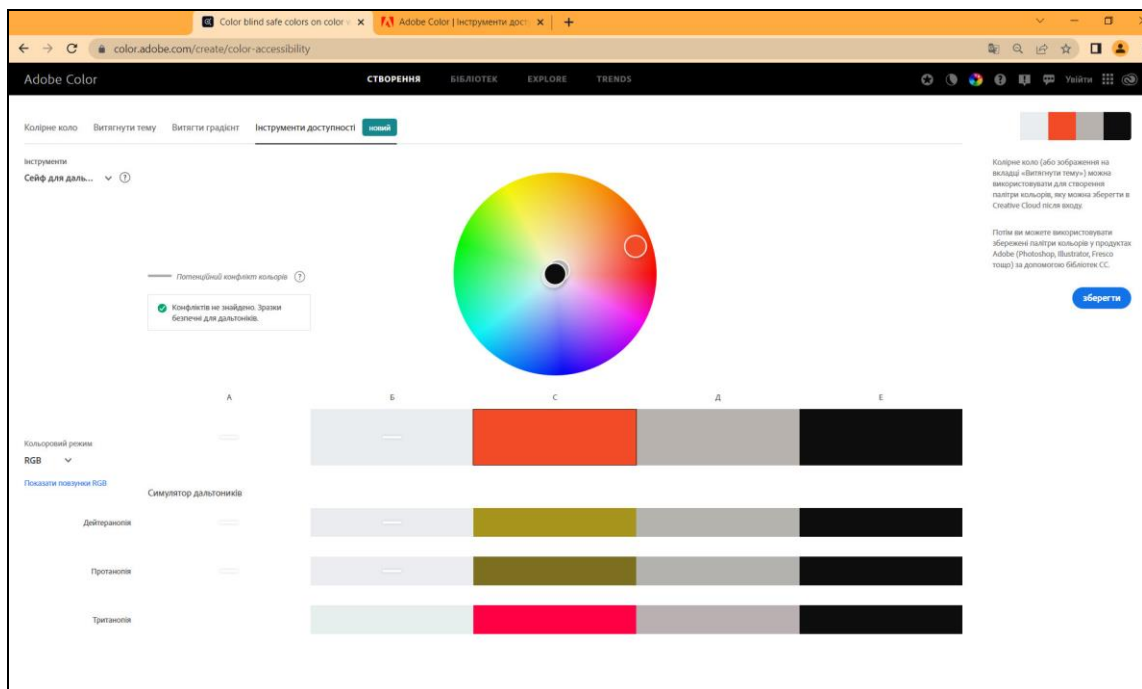 Color blind safe colors on color w
Adobe Color | Інструменти дост
color.adobe.com/create/color-accessibility
Adobe Color
СТВОРЕННЯ
БІБЛІОТЕК
EXPLORE
TRENDS
Увійти
Колірне коло
Витягнути тему
Витягти градієнт
Інструменти доступності
новий
Інструменти
Сейф для даль...
Колірне коло (або зображення на
вкладці «Витягнути тему») можна
використовувати для створення
палітри кольорів, яку можна зберегти в
Creative Cloud після входу.
Потім ви можете використовувати
збережені палітри кольорів у продуктах
Adobe (Photoshop, Illustrator, Fresco
тощо) за допомогою бібліотек CC.
зберегти
Потенційний конфлікт кольорів
Конфліктів не знайдено. Зразки
безпечні для дальтоніків.
А
Б
С
Д
Е
Кольоровий режим
RGB
Показати повзунки RGB
Симулятор дальтоников
Дейтеранопія
Протанопія
Тританопія